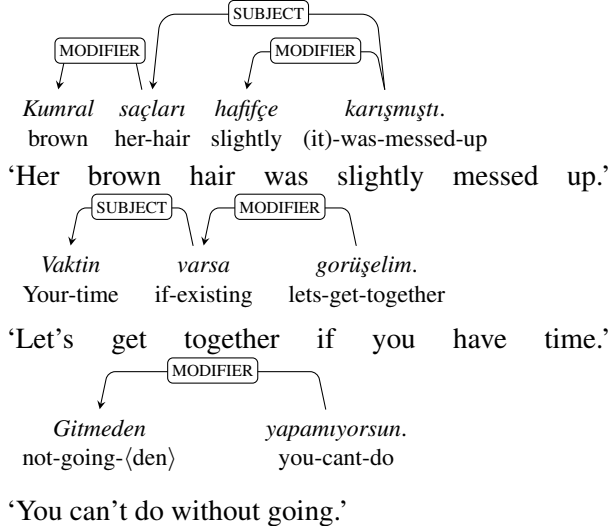 SUBJECT
MODIFIER MODIFIER
Kumral saçları hafifçe karışmıştı.
brown her-hair slightly (it)-was-messed-up
‘Her brown hair was slightly messed up.’
SUBJECT MODIFIER
Vaktin varsa gorüşelim.
Your-time if-existing lets-get-together
‘Let’s get together if you have time.’
MODIFIER
Gitmeden yapamıyorsun.
not-going-⟨den⟩ you-cant-do
‘You can’t do without going.’